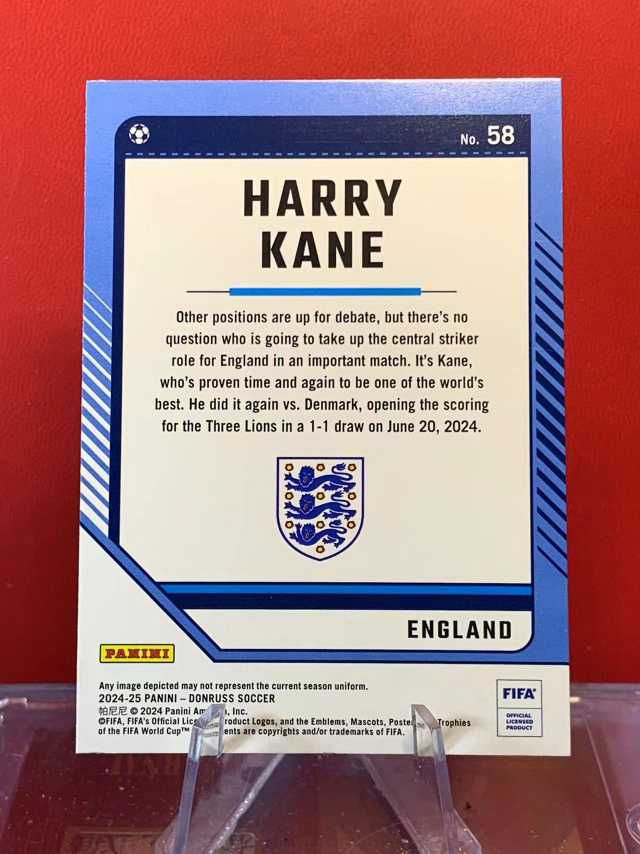 No. 58
HARRY
KANE
Other positions are up for debate, but there's no
question who is going to take up the central striker
role for England in an important match. It's Kane,
who's proven time and again to be one of the world's
best. He did it again vs. Denmark, opening the scoring
for the Three Lions in a 1-1 draw on June 20, 2024.
ENGLAND
PANINI
Any image depicted may not represent the current season uniform.
2024-25 PANINI – DONRUSS SOCCER
帕尼尼 © 2024 Panini Inc.
©FIFA, FIFA's Official Product Logos, and the Emblems, Mascots, Trophies
of the FIFA World Cup™ are copyrights and/or trademarks of FIFA.
FIFA
OFFICIAL
LICENSED
PRODUCT